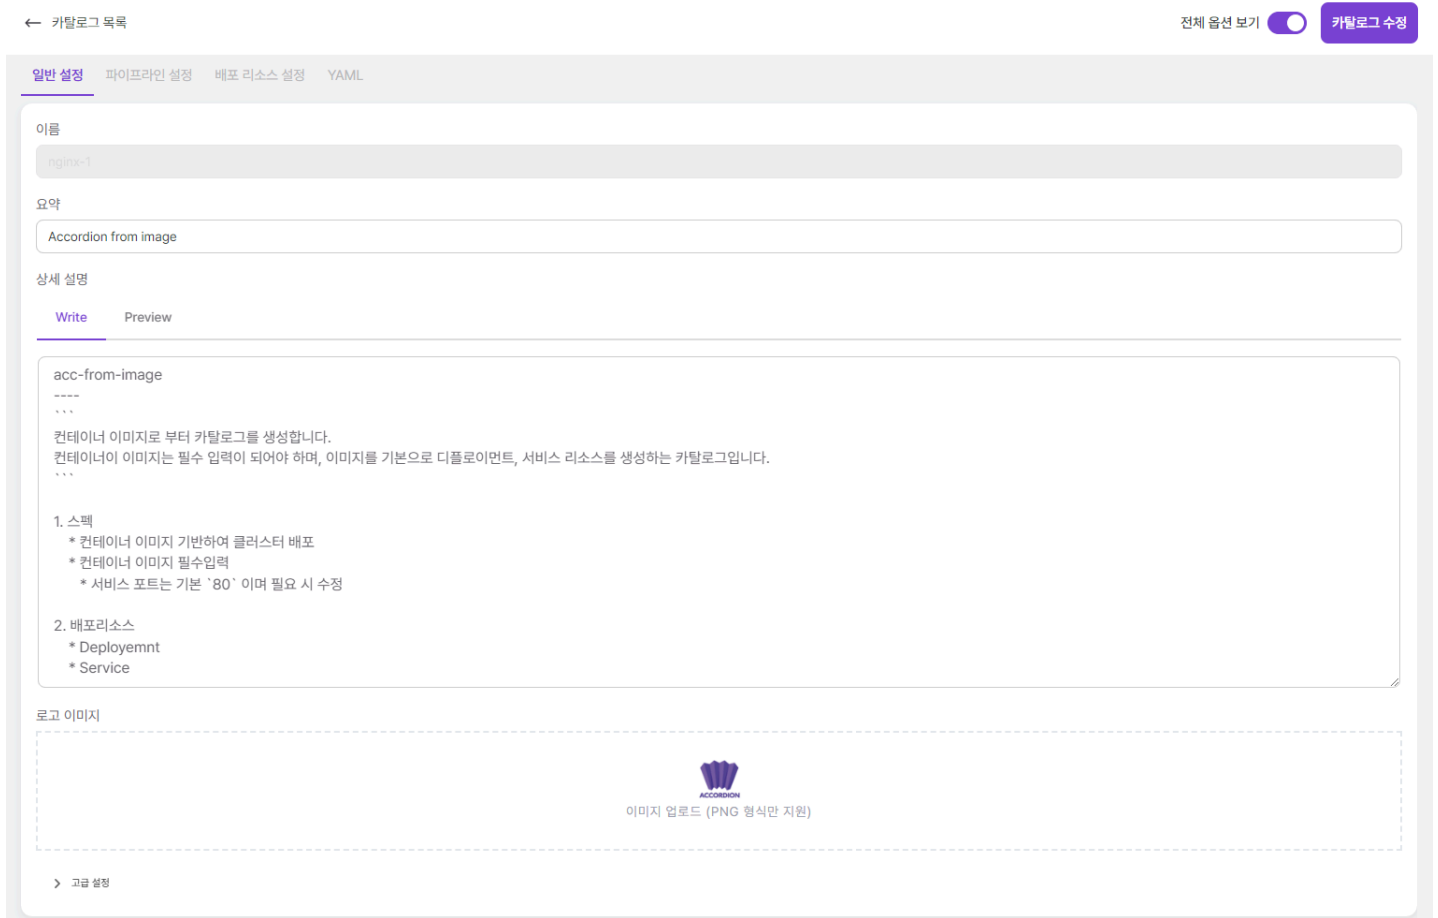 카탈로그 목록
전체 옵션 보기
카탈로그 수정
일반 설정 파이프라인 설정 배포 리소스 설정 YAML
이름
nginx-1
요약
Accordion from image
상세 설명
Write Preview
acc-from-image
----
```
컨테이너 이미지로 부터 카탈로그를 생성합니다.
컨테이너이 이미지는 필수 입력이 되어야 하며, 이미지를 기본으로 디플로이먼트, 서비스 리소스를 생성하는 카탈로그입니다.
```
1. 스펙
* 컨테이너 이미지 기반하여 클러스터 배포
* 컨테이너 이미지 필수입력
* 서비스 포트는 기본 `80` 이며 필요 시 수정
2. 배포리소스
* Deployemnt
* Service
로고 이미지
ACCORDION
이미지 업로드 (PNG 형식만 지원)
고급 설정